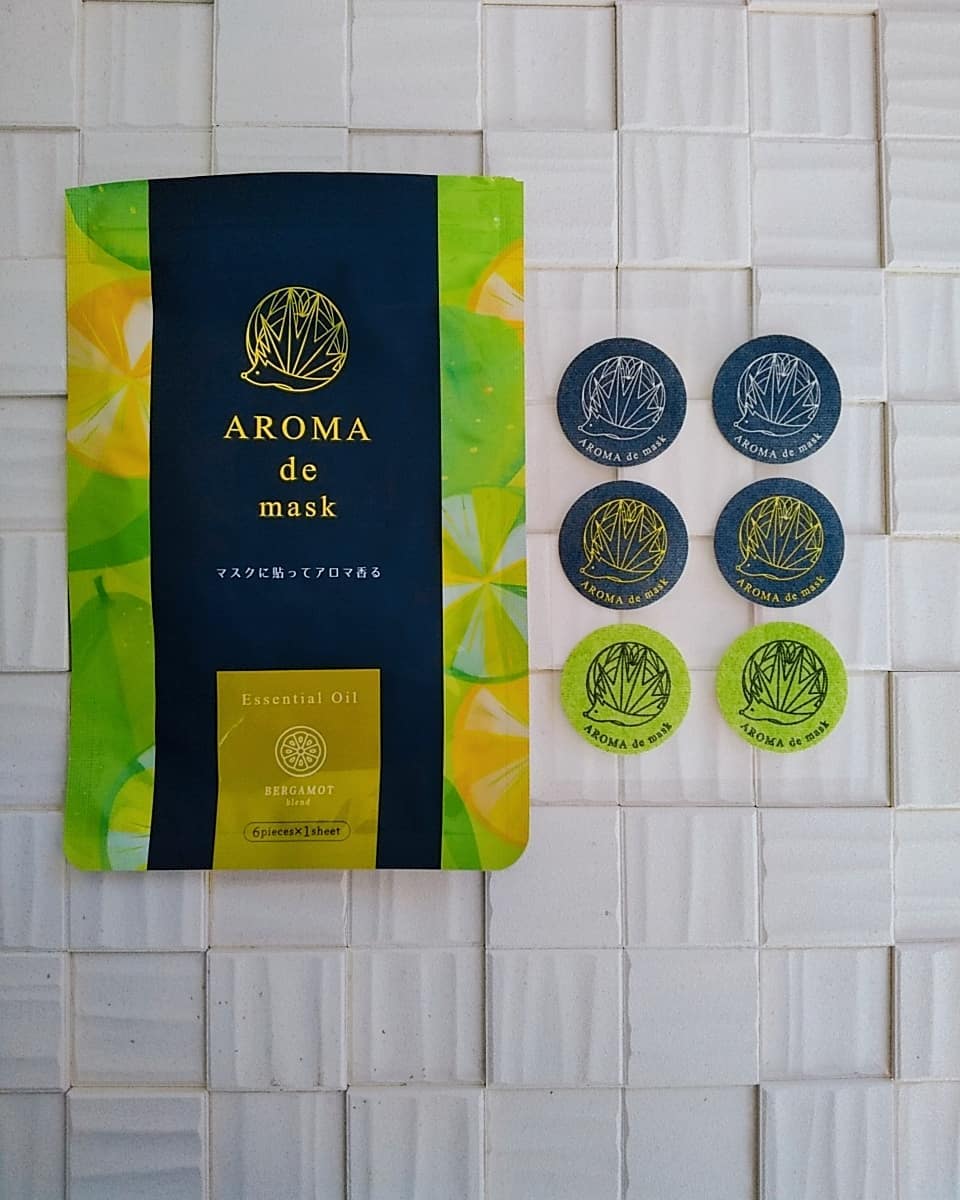 AROMA
de
mask
マスクに貼ってアロマ香る
Essential Oil
BERGAMOT
blend
6pieces×1sheet
AROMA de mask
AROMA de mask
AROMA de mask
AROMA de mask
AROMA de mask
AROMA de mask